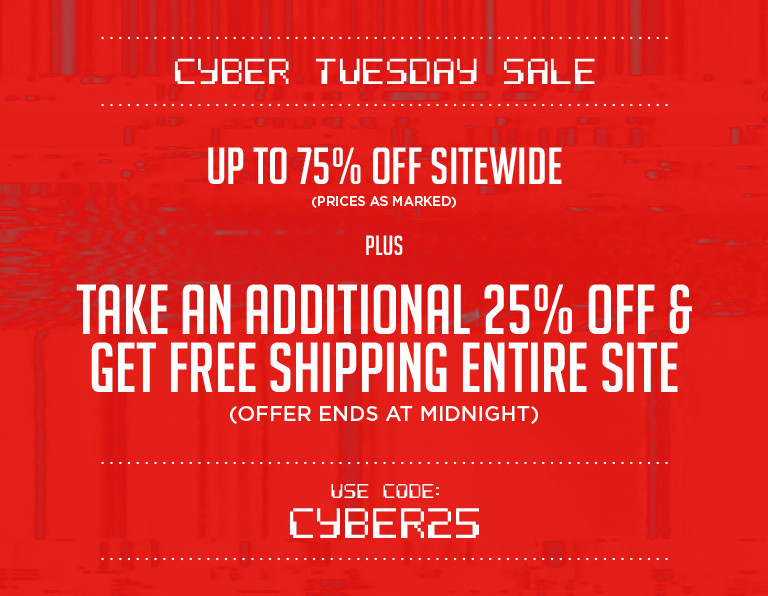 CYBER TUESDAY SALE
UP TO 75% OFF SITEWIDE
(PRICES AS MARKED)
PLUS
TAKE AN ADDITIONAL 25% OFF &
GET FREE SHIPPING ENTIRE SITE
(OFFER ENDS AT MIDNIGHT)
USE CODE:
CYBER25